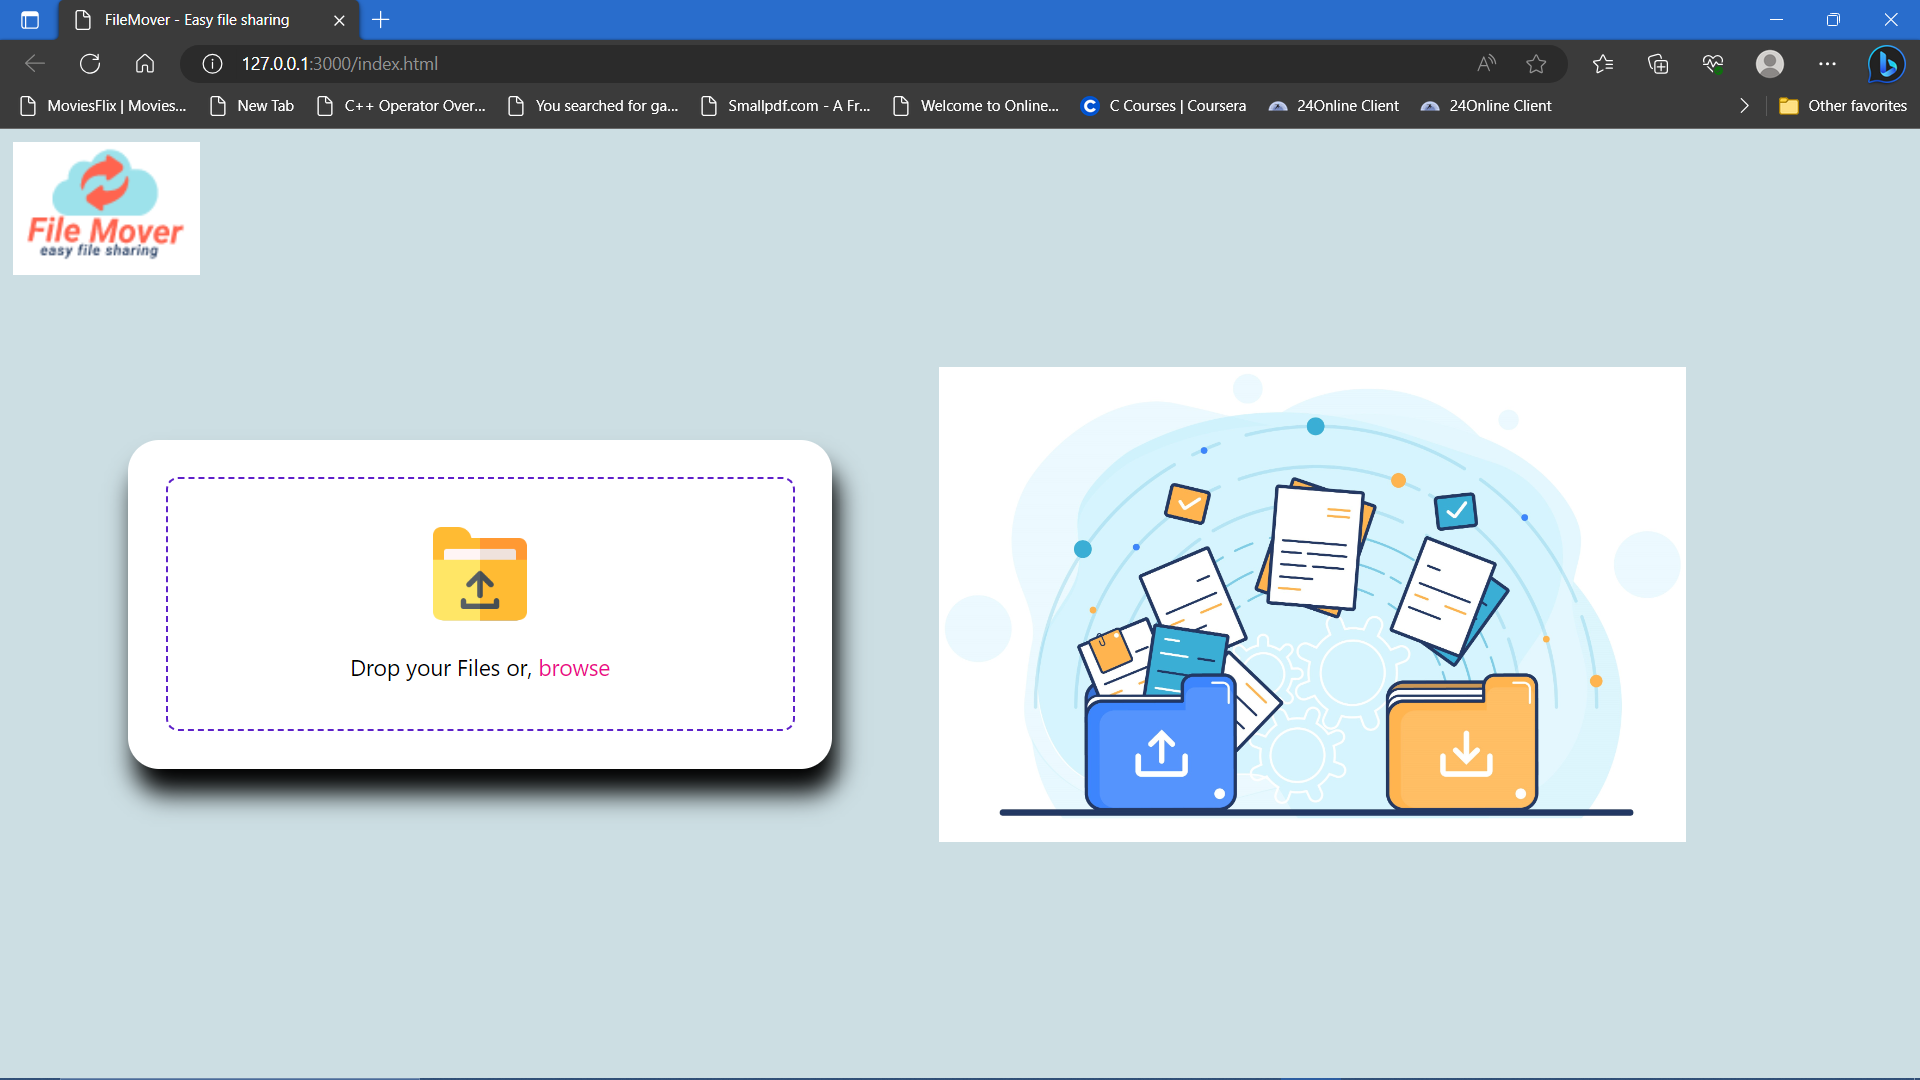 FileMover - Easy file sharing
127.0.0.1:3000/index.html
MoviesFlix | Movies...
New Tab
C++ Operator Over...
You searched for ga...
Smallpdf.com - A Fr...
Welcome to Online...
C Courses | Coursera
24Online Client
24Online Client
Other favorites
File Mover
easy file sharing
Drop your Files or, browse